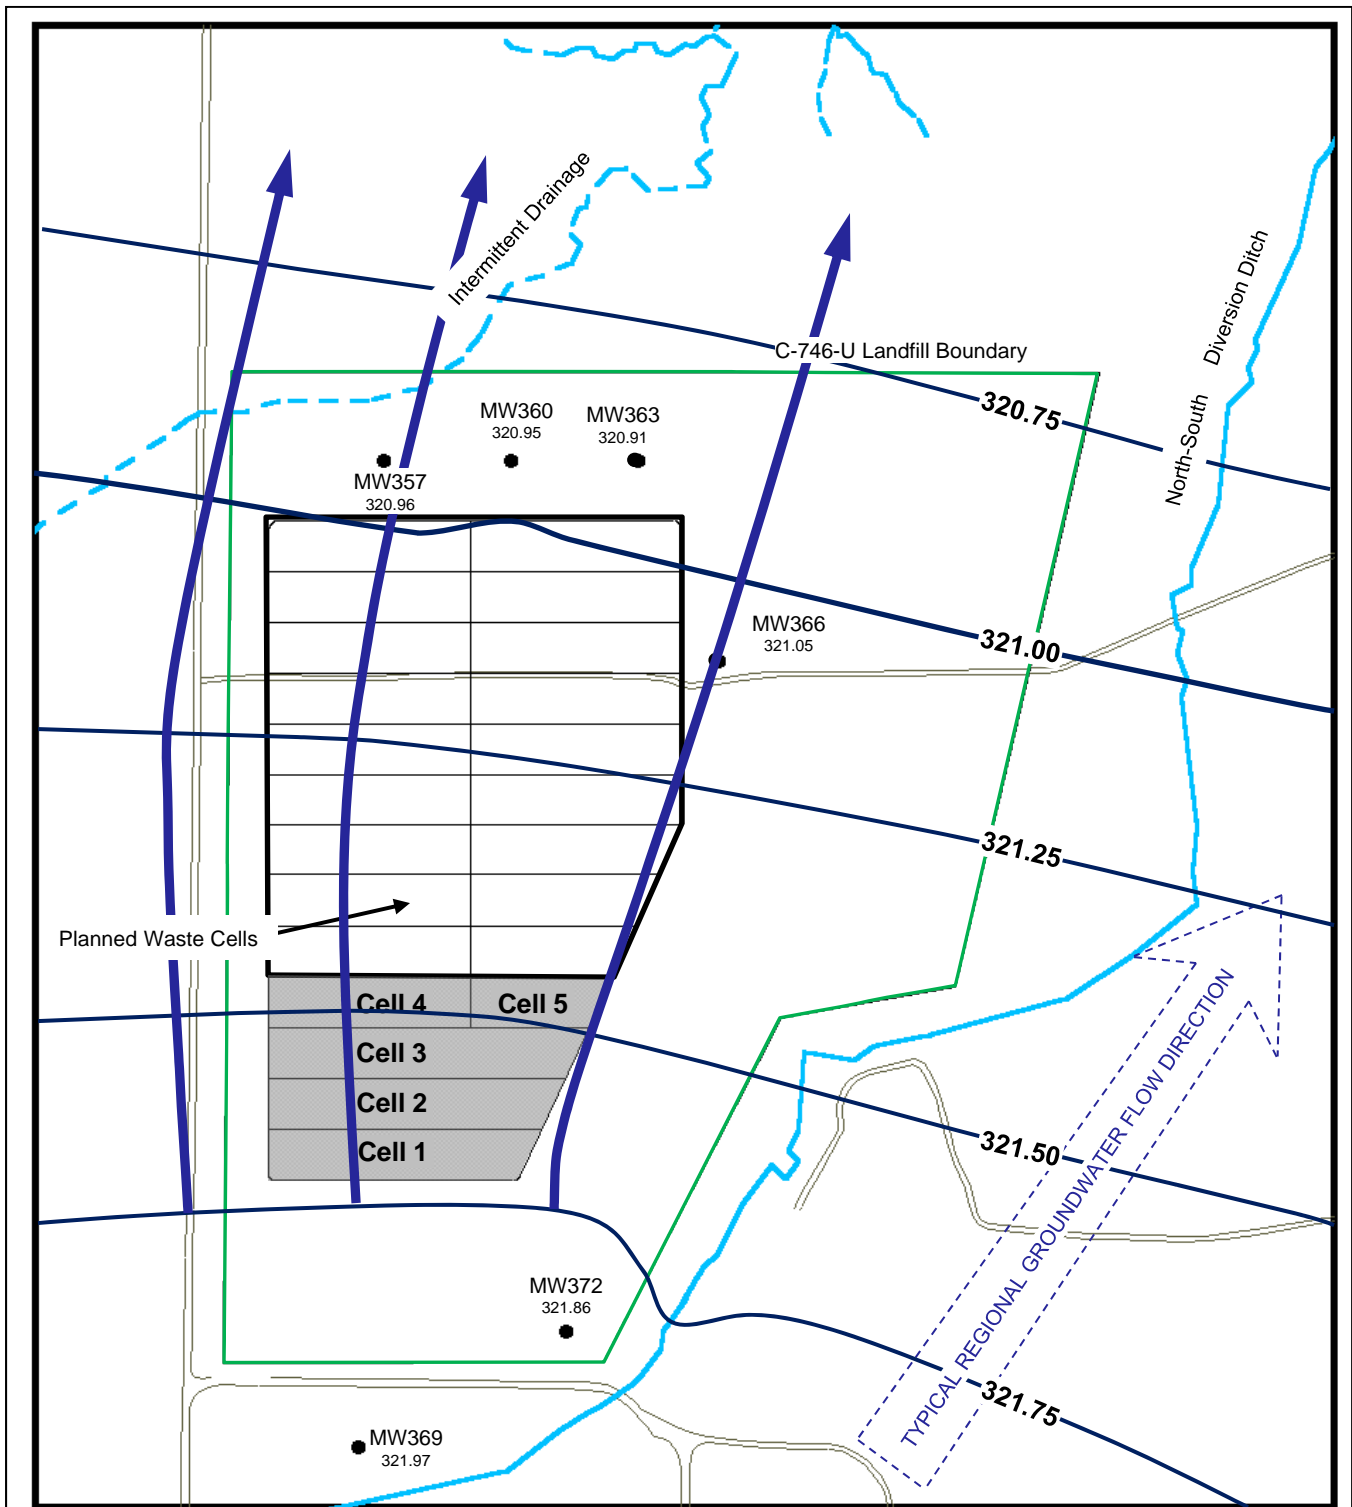 Intermittent Drainage
North-South Diversion Ditch
C-746-U Landfill Boundary
320.75
MW360
320.95
MW363
320.91
MW357
320.96
MW366
321.05
321.00
321.25
Planned Waste Cells
Cell 4
Cell 5
Cell 3
Cell 2
Cell 1
321.50
TYPICAL REGIONAL GROUNDWATER FLOW DIRECTION
MW372
321.86
321.75
MW369
321.97